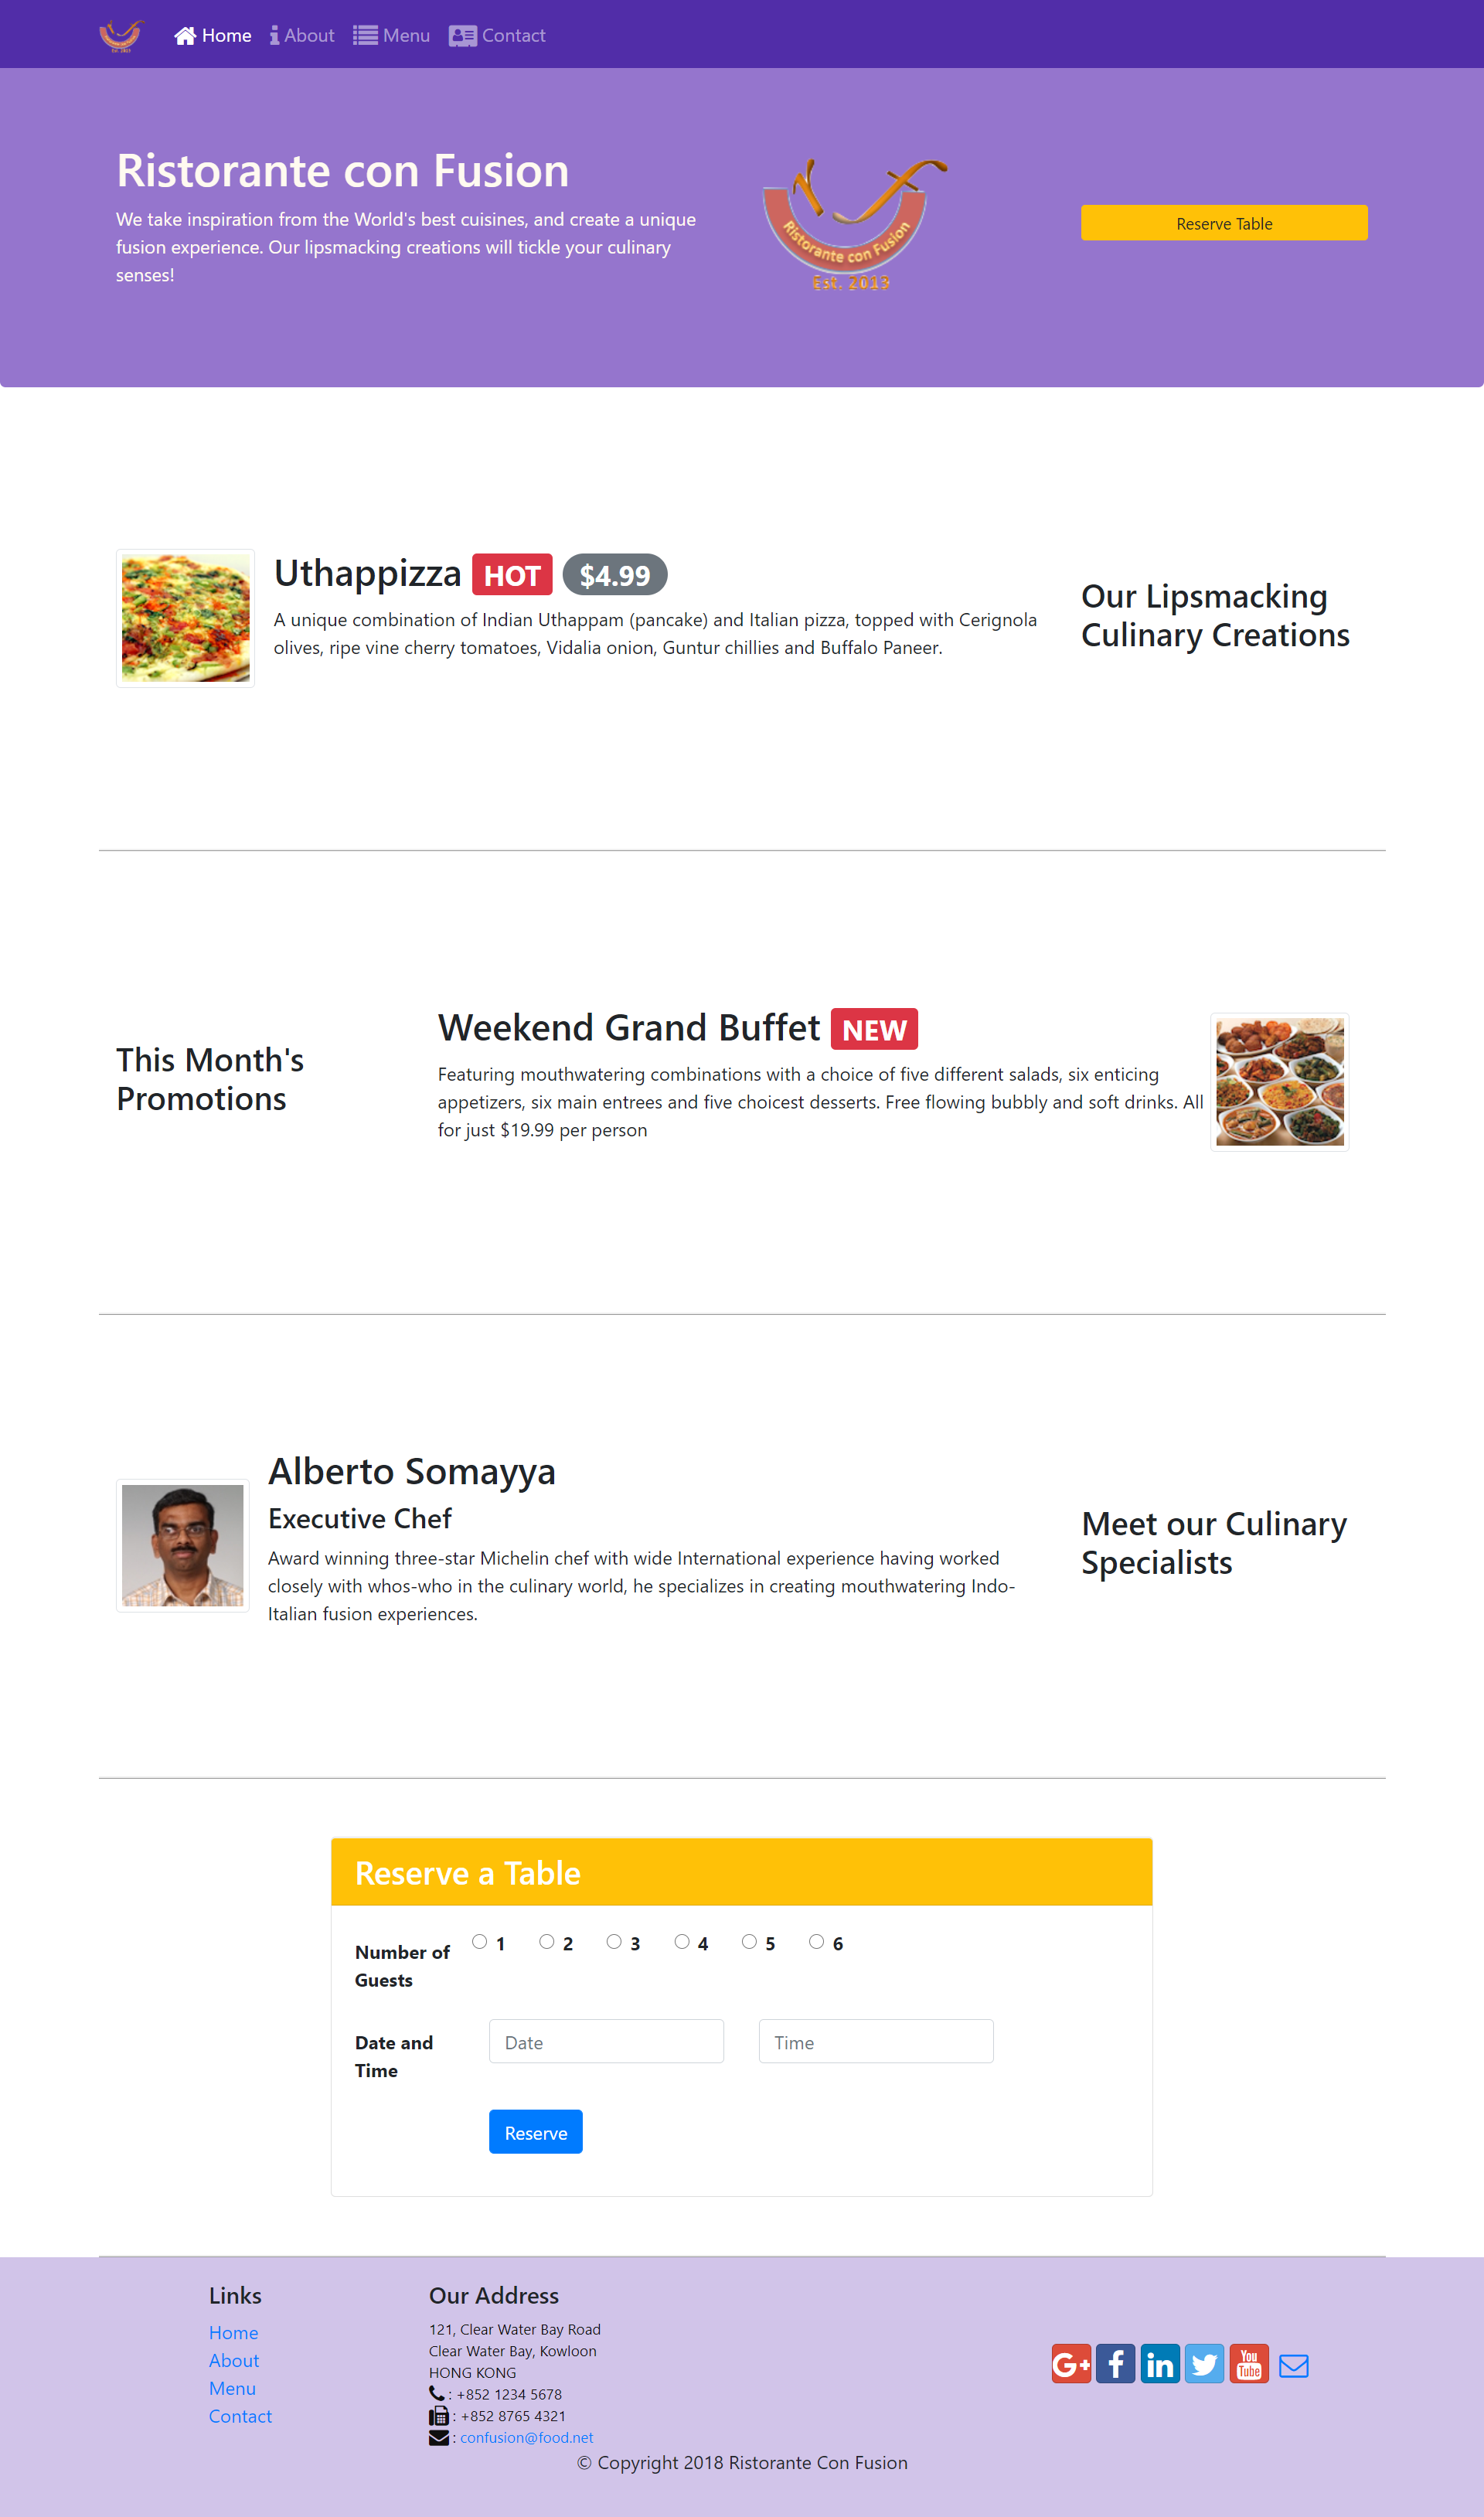 Home About Menu Contact
Ristorante con Fusion
We take inspiration from the World's best cuisines, and create a unique
fusion experience. Our lipsmacking creations will tickle your culinary
senses!
Ristorante con Fusion
Est. 2013
Reserve Table
Uthappizza HOT $4.99
A unique combination of Indian Uthappam (pancake) and Italian pizza, topped with Cerignola
olives, ripe vine cherry tomatoes, Vidalia onion, Guntur chillies and Buffalo Paneer.
Our Lipsmacking
Culinary Creations
This Month's
Promotions
Weekend Grand Buffet NEW
Featuring mouthwatering combinations with a choice of five different salads, six enticing
appetizers, six main entrees and five choicest desserts. Free flowing bubbly and soft drinks. All
for just $19.99 per person
Alberto Somayya
Executive Chef
Award winning three-star Michelin chef with wide International experience having worked
closely with whos-who in the culinary world, he specializes in creating mouthwatering Indo-
Italian fusion experiences.
Meet our Culinary
Specialists
Reserve a Table
Number of
Guests
1 2 3 4 5 6
Date and
Time
Date
Time
Reserve
Links
Home
About
Menu
Contact
Our Address
121, Clear Water Bay Road
Clear Water Bay, Kowloon
HONG KONG
: +852 1234 5678
: +852 8765 4321
: confusion@food.net
G+ f in You Tube
© Copyright 2018 Ristorante Con Fusion